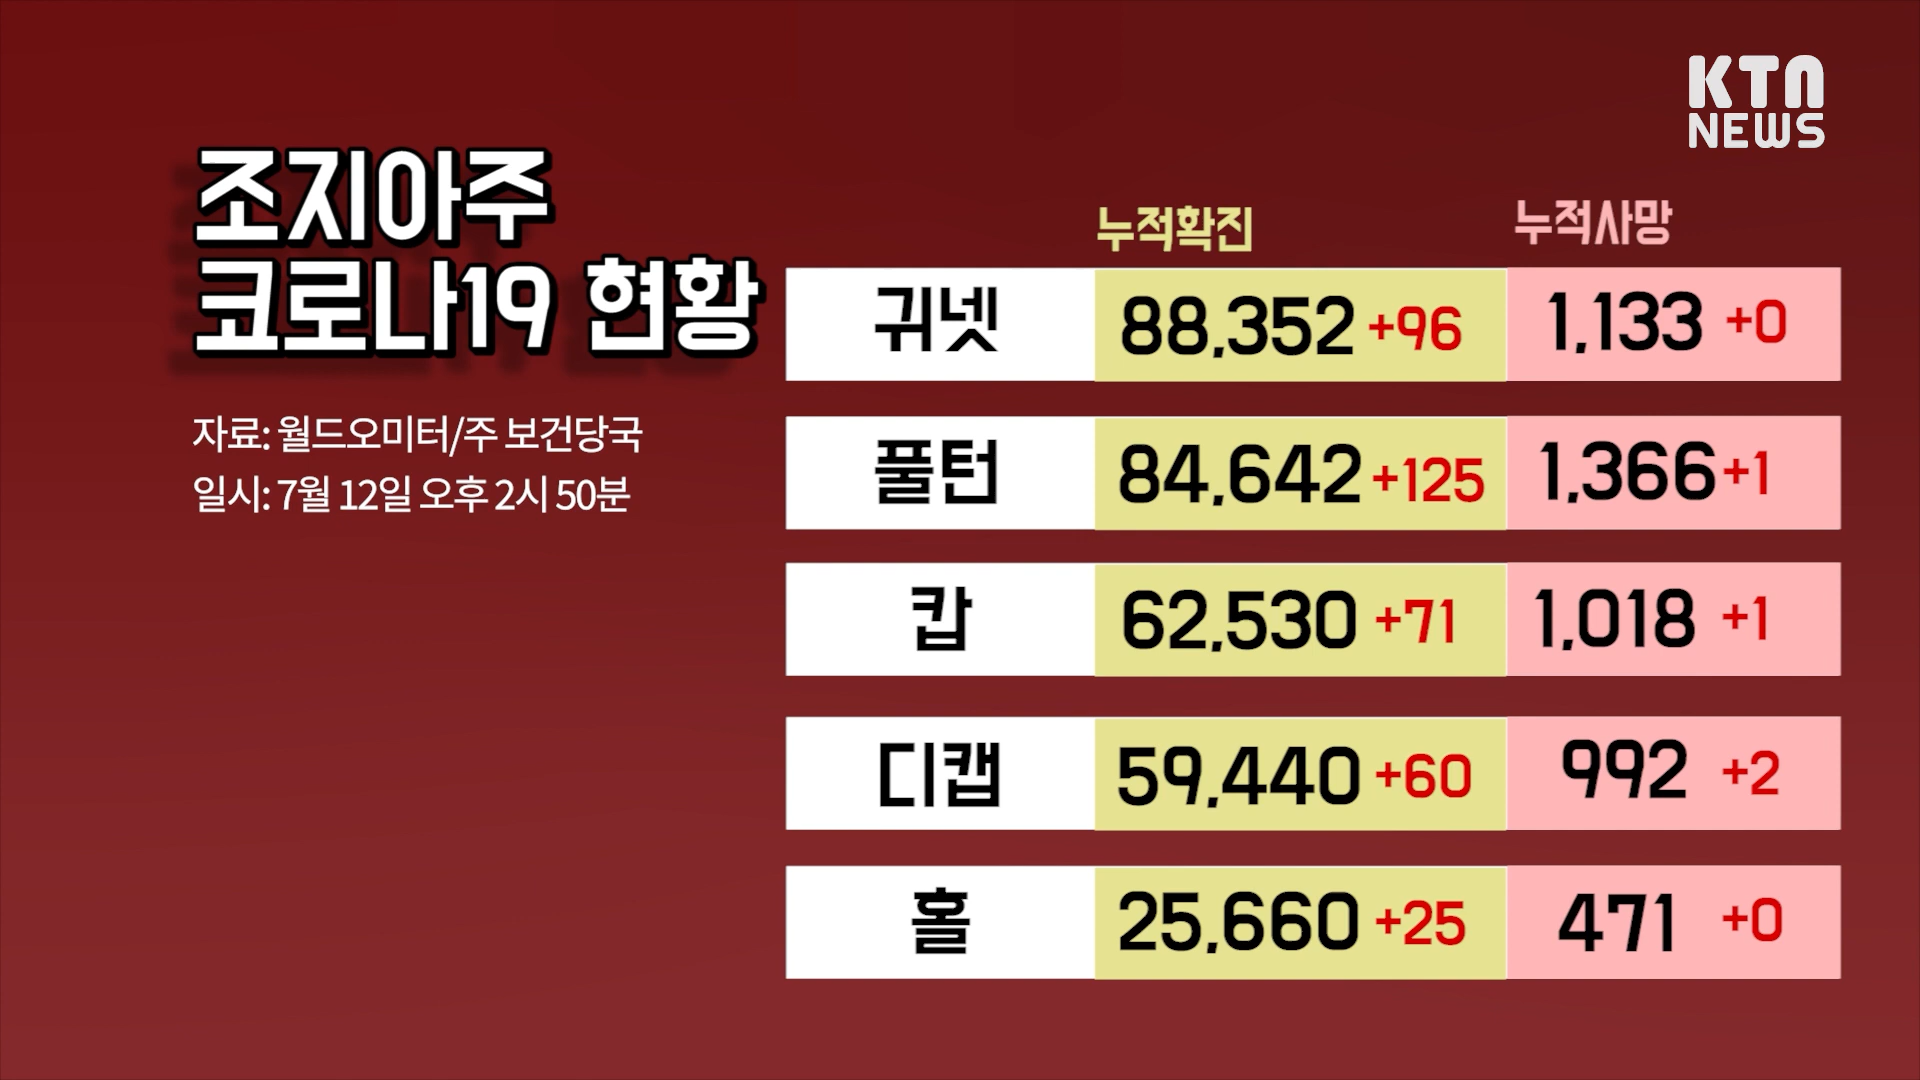 KTN
NEWS
조지아주
코로나19 현황
자료: 월드오미터/주 보건당국
일시: 7월 12일 오후 2시 50분
누적확진 누적사망
귀넷 88,352 +96 1,133 +0
풀턴 84,642 +125 1,366 +1
캅 62,530 +71 1,018 +1
디캡 59,440 +60 992 +2
홀 25,660 +25 471 +0